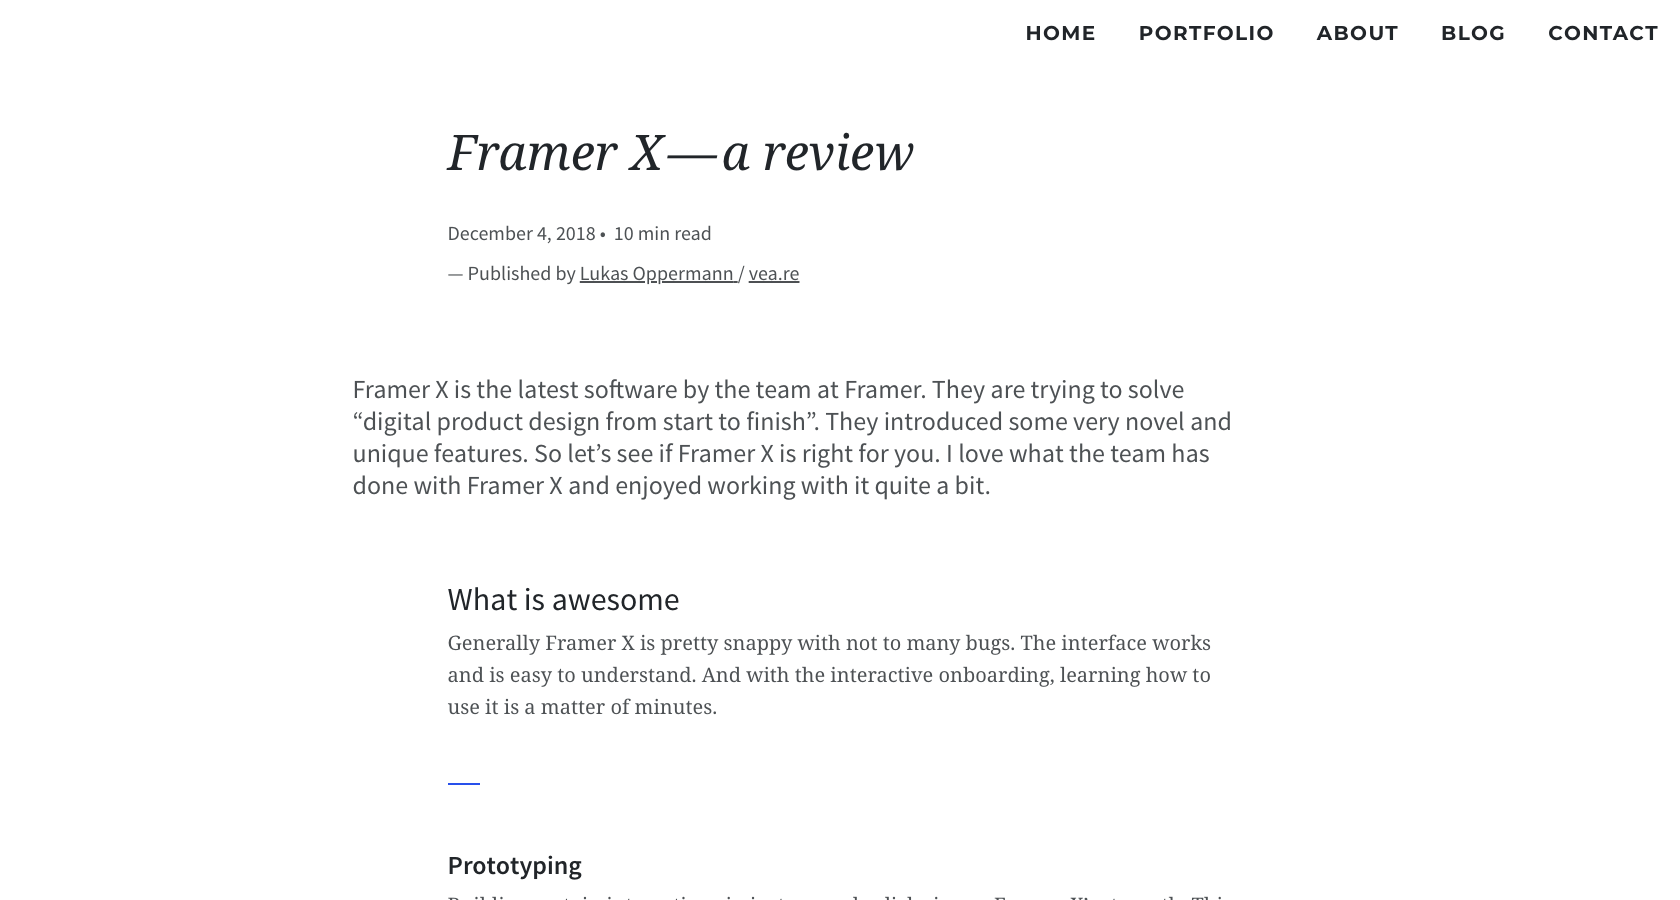 HOME PORTFOLIO ABOUT BLOG CONTACT
Framer X—a review
December 4, 2018 • 10 min read
— Published by Lukas Oppermann / vea.re
Framer X is the latest software by the team at Framer. They are trying to solve
“digital product design from start to finish”. They introduced some very novel and
unique features. So let’s see if Framer X is right for you. I love what the team has
done with Framer X and enjoyed working with it quite a bit.
What is awesome
Generally Framer X is pretty snappy with not to many bugs. The interface works
and is easy to understand. And with the interactive onboarding, learning how to
use it is a matter of minutes.
Prototyping